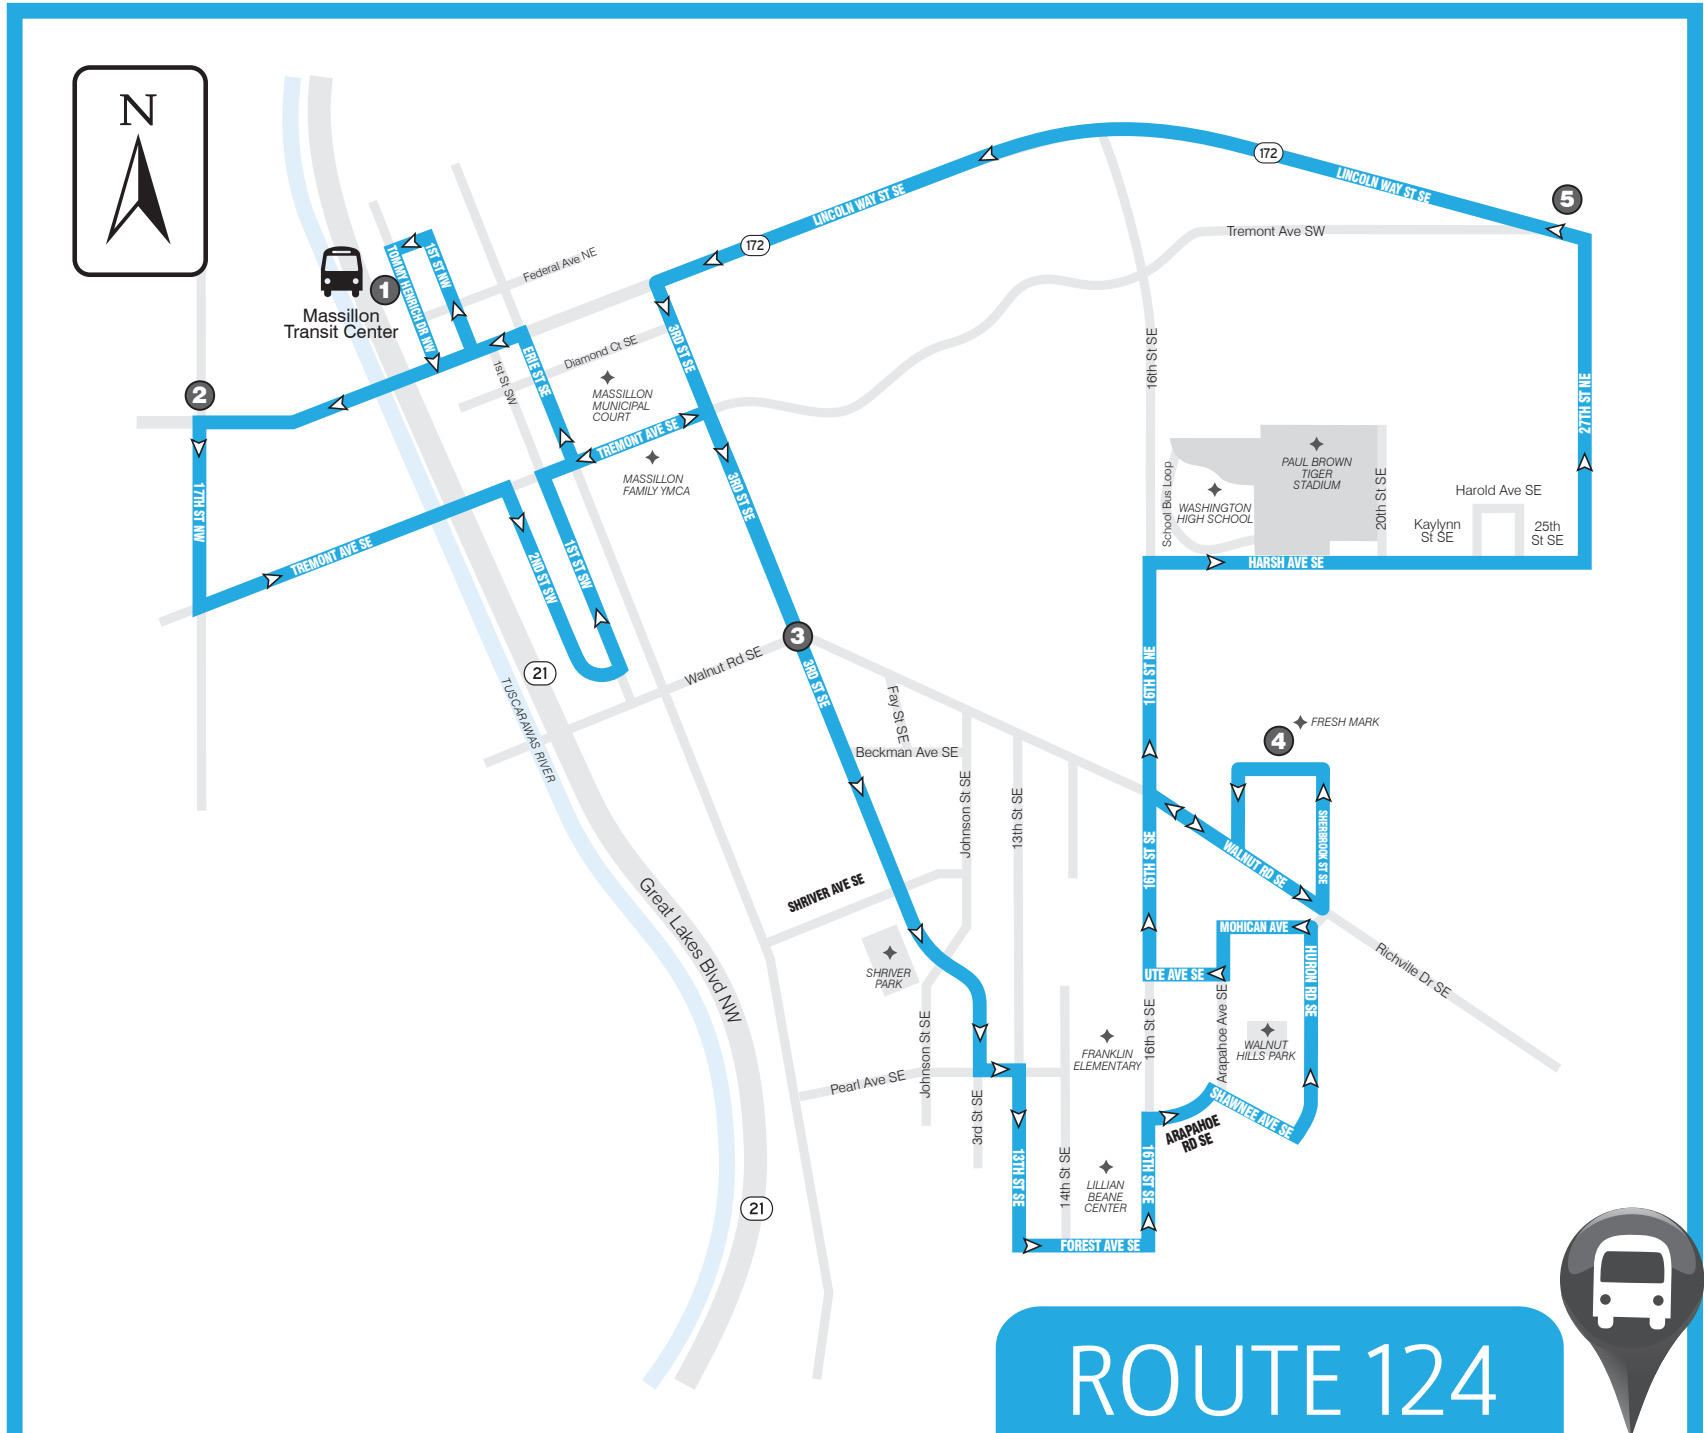 N
172
LINCOLN WAY ST SE
5
LINCOLN WAY ST SE
Tremont Ave SW
172
1ST ST NW
TOMMY HENRICH DR NW
Federal Ave NE
1
Massillon
Transit Center
3RD ST SE
Diamond Ct SE
ERIE ST SE
1st St SW
16th St SE
27TH ST NE
2
MASSILLON
MUNICIPAL
COURT
TREMONT AVE SE
MASSILLON
FAMILY YMCA
3RD ST SE
17TH ST NW
TREMONT AVE SE
2ND ST SW
1ST ST SW
School Bus Loop
PAUL BROWN
TIGER
STADIUM
WASHINGTON
HIGH SCHOOL
20th St SE
Harold Ave SE
Kaylynn
St SE
25th
St SE
HARSH AVE SE
3
Walnut Rd SE
21
TUSCARAWAS RIVER
3RD ST SE
16TH ST NE
Fay St SE
Beckman Ave SE
FRESH MARK
4
Johnson St SE
13th St SE
16TH ST SE
WALNUT RD SE
SHERBROOK ST SE
SHRIVER AVE SE
Great Lakes Blvd NW
MOHICAN AVE
HURON RD SE
UTE AVE SE
Richville Dr SE
SHRIVER
PARK
Johnson St SE
16th St SE
Arapahoe Ave SE
FRANKLIN
ELEMENTARY
WALNUT
HILLS PARK
Pearl Ave SE
3rd St SE
SHAWNEE AVE SE
ARAPAHOE
RD SE
13TH ST SE
14th St SE
16TH ST SE
LILLIAN
BEANE
CENTER
21
FOREST AVE SE
ROUTE 124